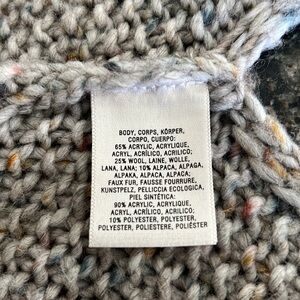 BODY, CORPS, KÖRPER,
CORPO, CUERPO:
65% ACRYLIC, ACRYLIQUE,
ACRYL, ACRÍLICO, ACRILICO;
25% WOOL, LAINE, WOLLE,
LANA, LANA; 10% ALPACA, ALPAGA,
ALPAKA, ALPACA, ALPACA;
FAUX FUR, FAUSSE FOURRURE,
KUNSTPELZ, PELLICCIA ECOLOGICA,
PIEL SINTÉTICA:
90% ACRYLIC, ACRYLIQUE,
ACRYL, ACRÍLICO, ACRILICO;
10% POLYESTER, POLYESTER,
POLYESTER, POLIESTERE, POLIÉSTER